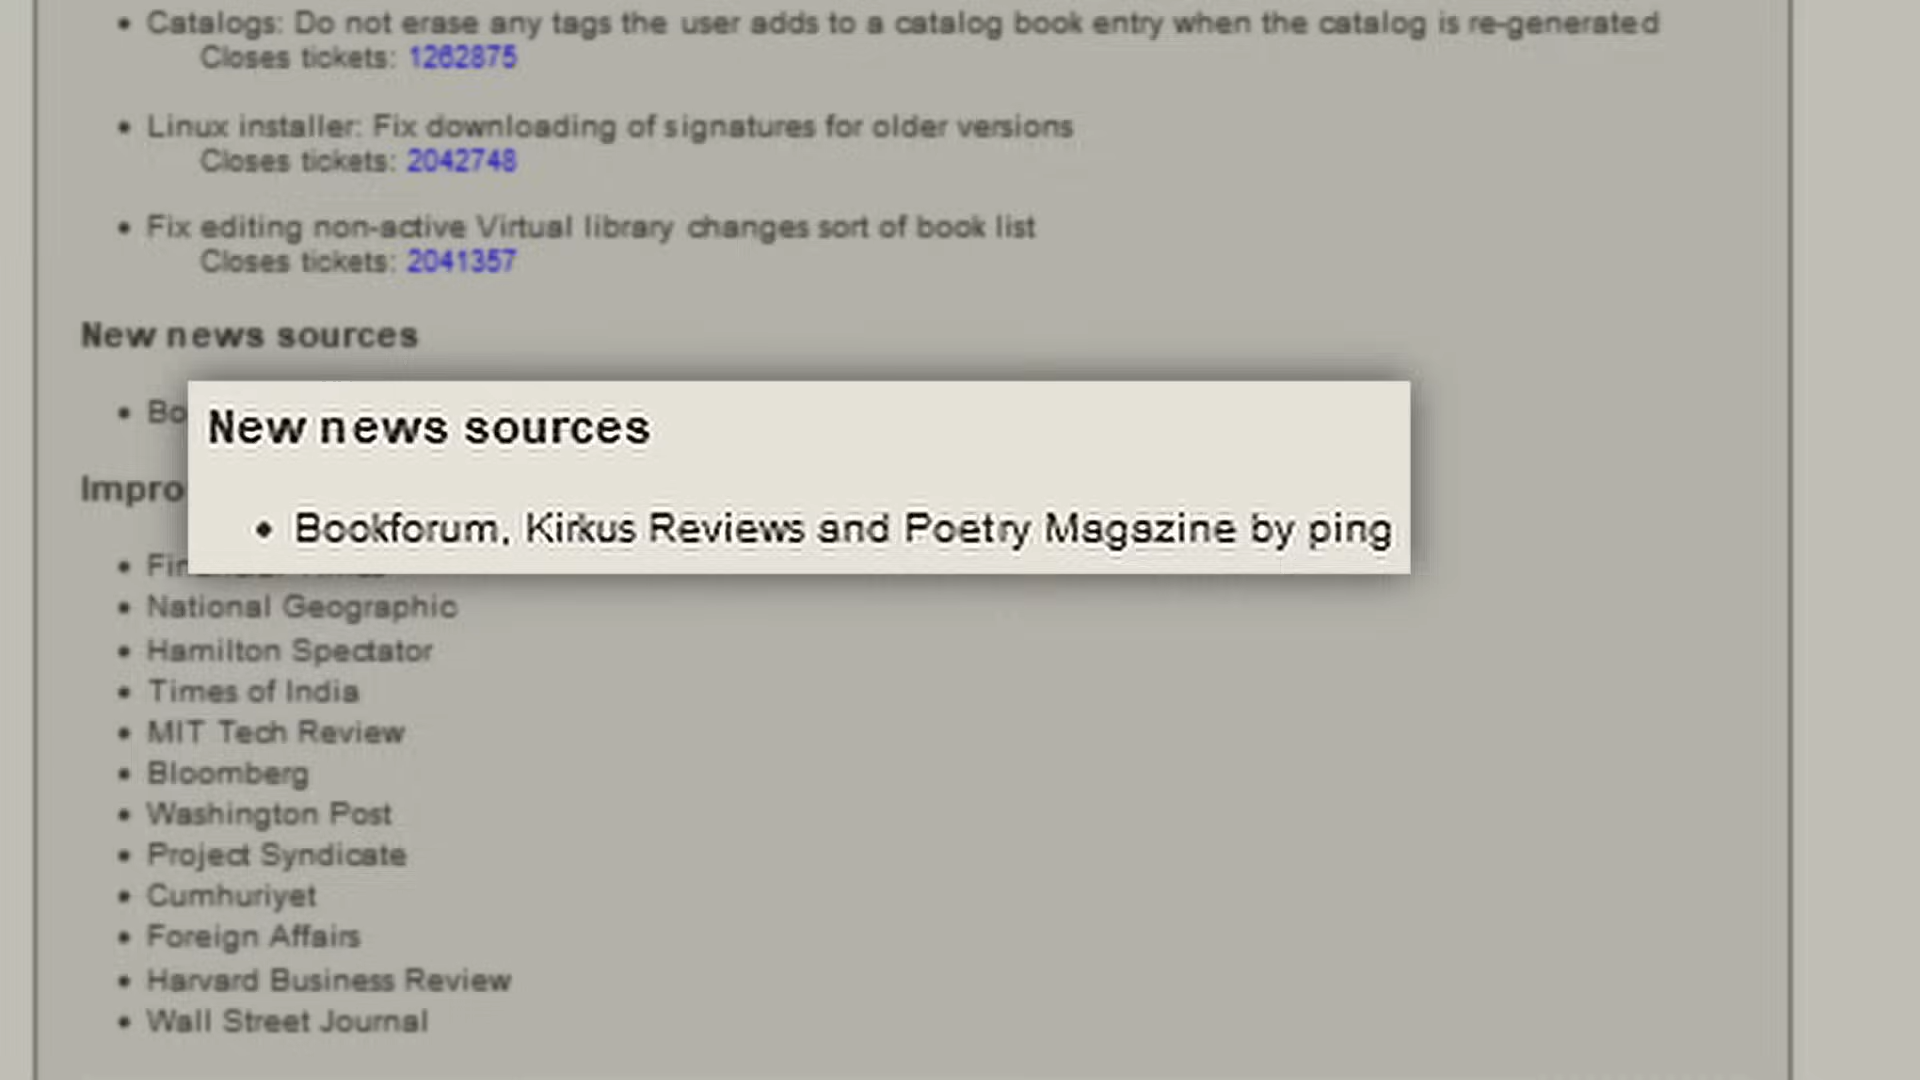 Catalogs: Do not erase any tags the user adds to a catalog book entry when the catalog is re-generated
Closes tickets: 1262875
Linux installer: Fix downloading of signatures for older versions
Closes tickets: 2042748
Fix editing non-active Virtual library changes sort of book list
Closes tickets: 2041357
New news sources
Bo
New news sources
Bookforum, Kirkus Reviews and Poetry Magazine by ping
Impro
National Geographic
Hamilton Spectator
Times of India
MIT Tech Review
Bloomberg
Washington Post
Project Syndicate
Cumhuriyet
Foreign Affairs
Harvard Business Review
Wall Street Journal